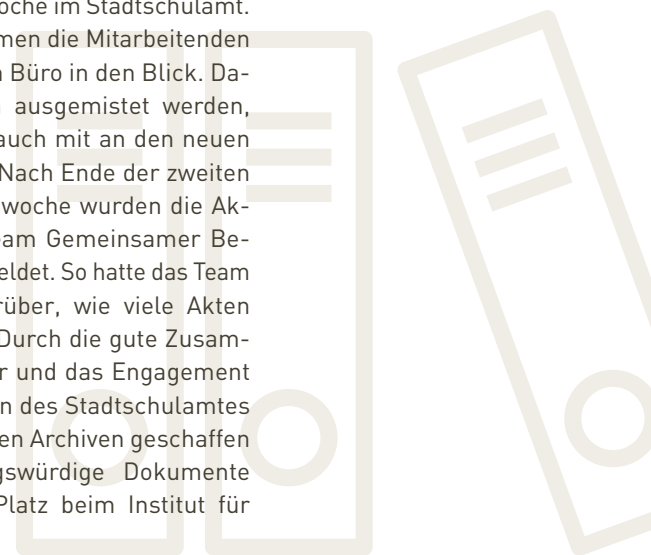 oche im Stadtschulamt.
men die Mitarbeitenden
Büro in den Blick. Da-
ausgemistet werden,
auch mit an den neuen
Nach Ende der zweiten
woche wurden die Ak-
eam Gemeinsamer Be-
eldet. So hatte das Team
rüber, wie viele Akten
Durch die gute Zusam-
r und das Engagement
n des Stadtschulamtes
en Archiven geschaffen
gswürdige Dokumente
Platz beim Institut für